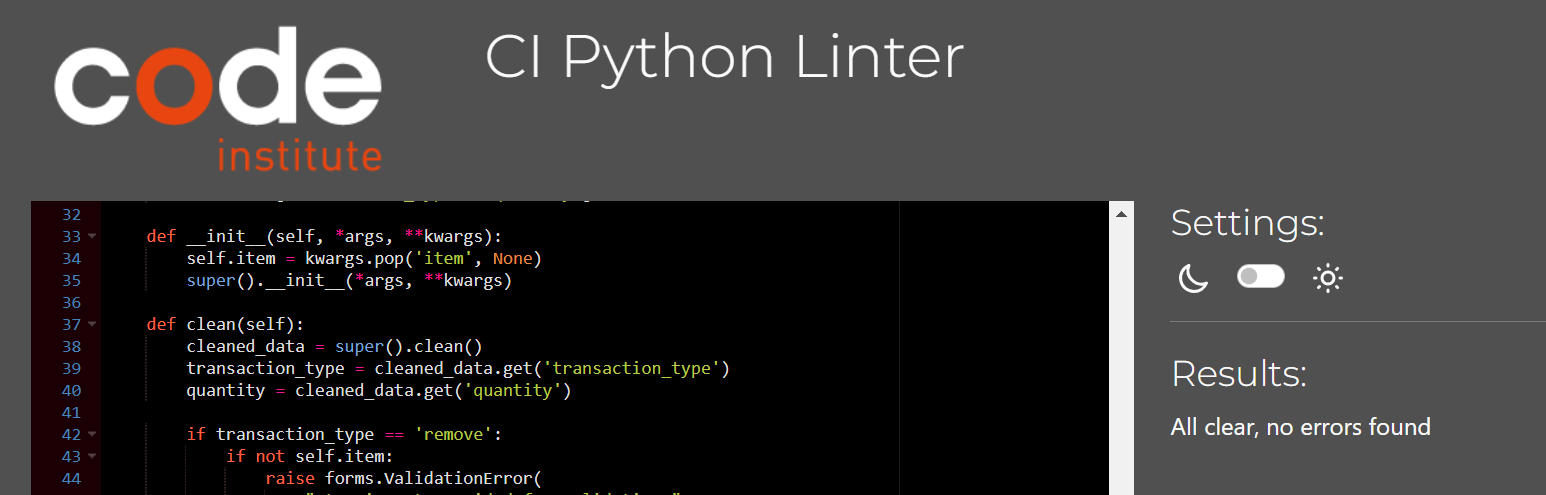 code
institute
CI Python Linter
32
33 def __init__(self, *args, **kwargs):
34 self.item = kwargs.pop('item', None)
35 super().__init__(*args, **kwargs)
36
37 def clean(self):
38 cleaned_data = super().clean()
39 transaction_type = cleaned_data.get('transaction_type')
40 quantity = cleaned_data.get('quantity')
41
42 if transaction_type == 'remove':
43 if not self.item:
44 raise forms.ValidationError(
Settings:
Results:
All clear, no errors found